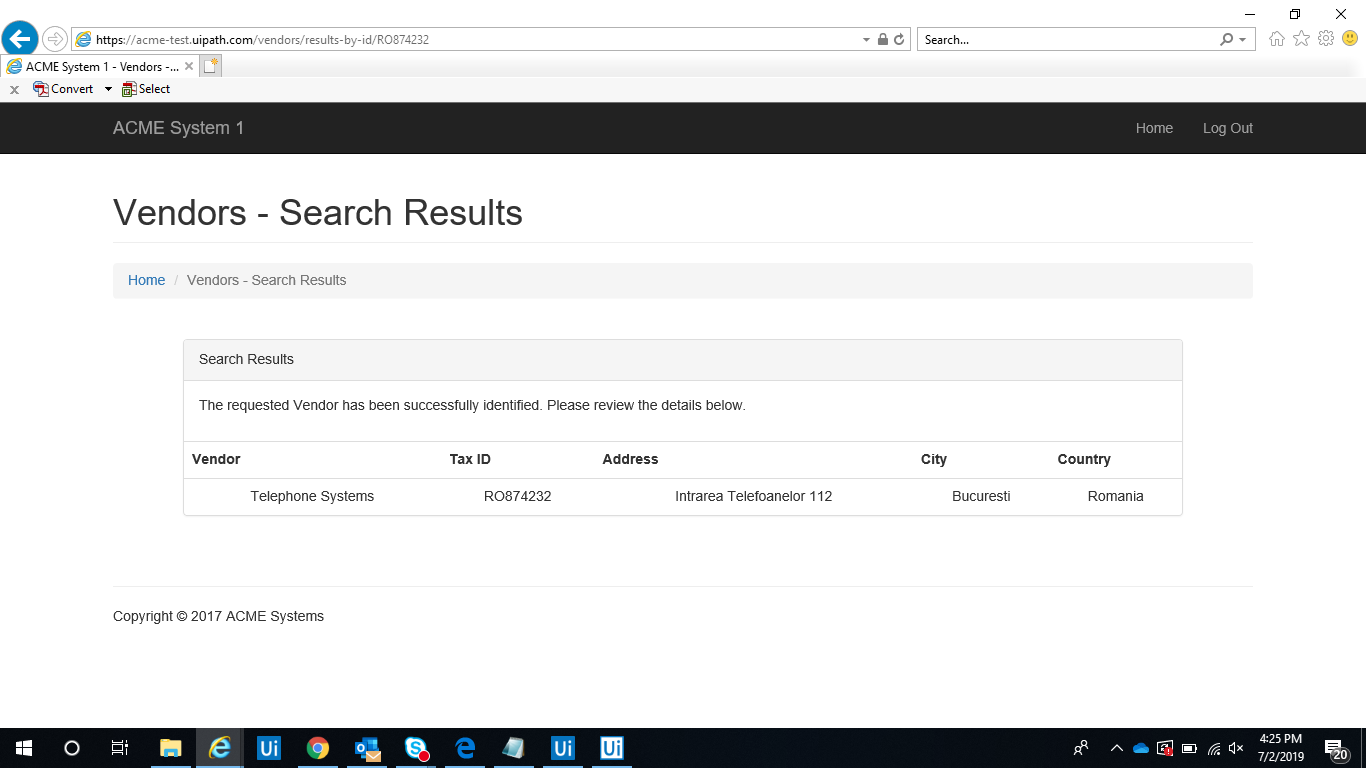 https://acme-test.uipath.com/vendors/results-by-id/RO874232
Search...
ACME System 1 - Vendors -...
x Convert Select
ACME System 1 Home Log Out
Vendors - Search Results
Home / Vendors - Search Results
Search Results
The requested Vendor has been successfully identified. Please review the details below.
Vendor Tax ID Address City Country
Telephone Systems RO874232 Intrarea Telefoanelor 112 Bucuresti Romania
Copyright © 2017 ACME Systems
Ui Ui Ui
4:25 PM
7/2/2019
20